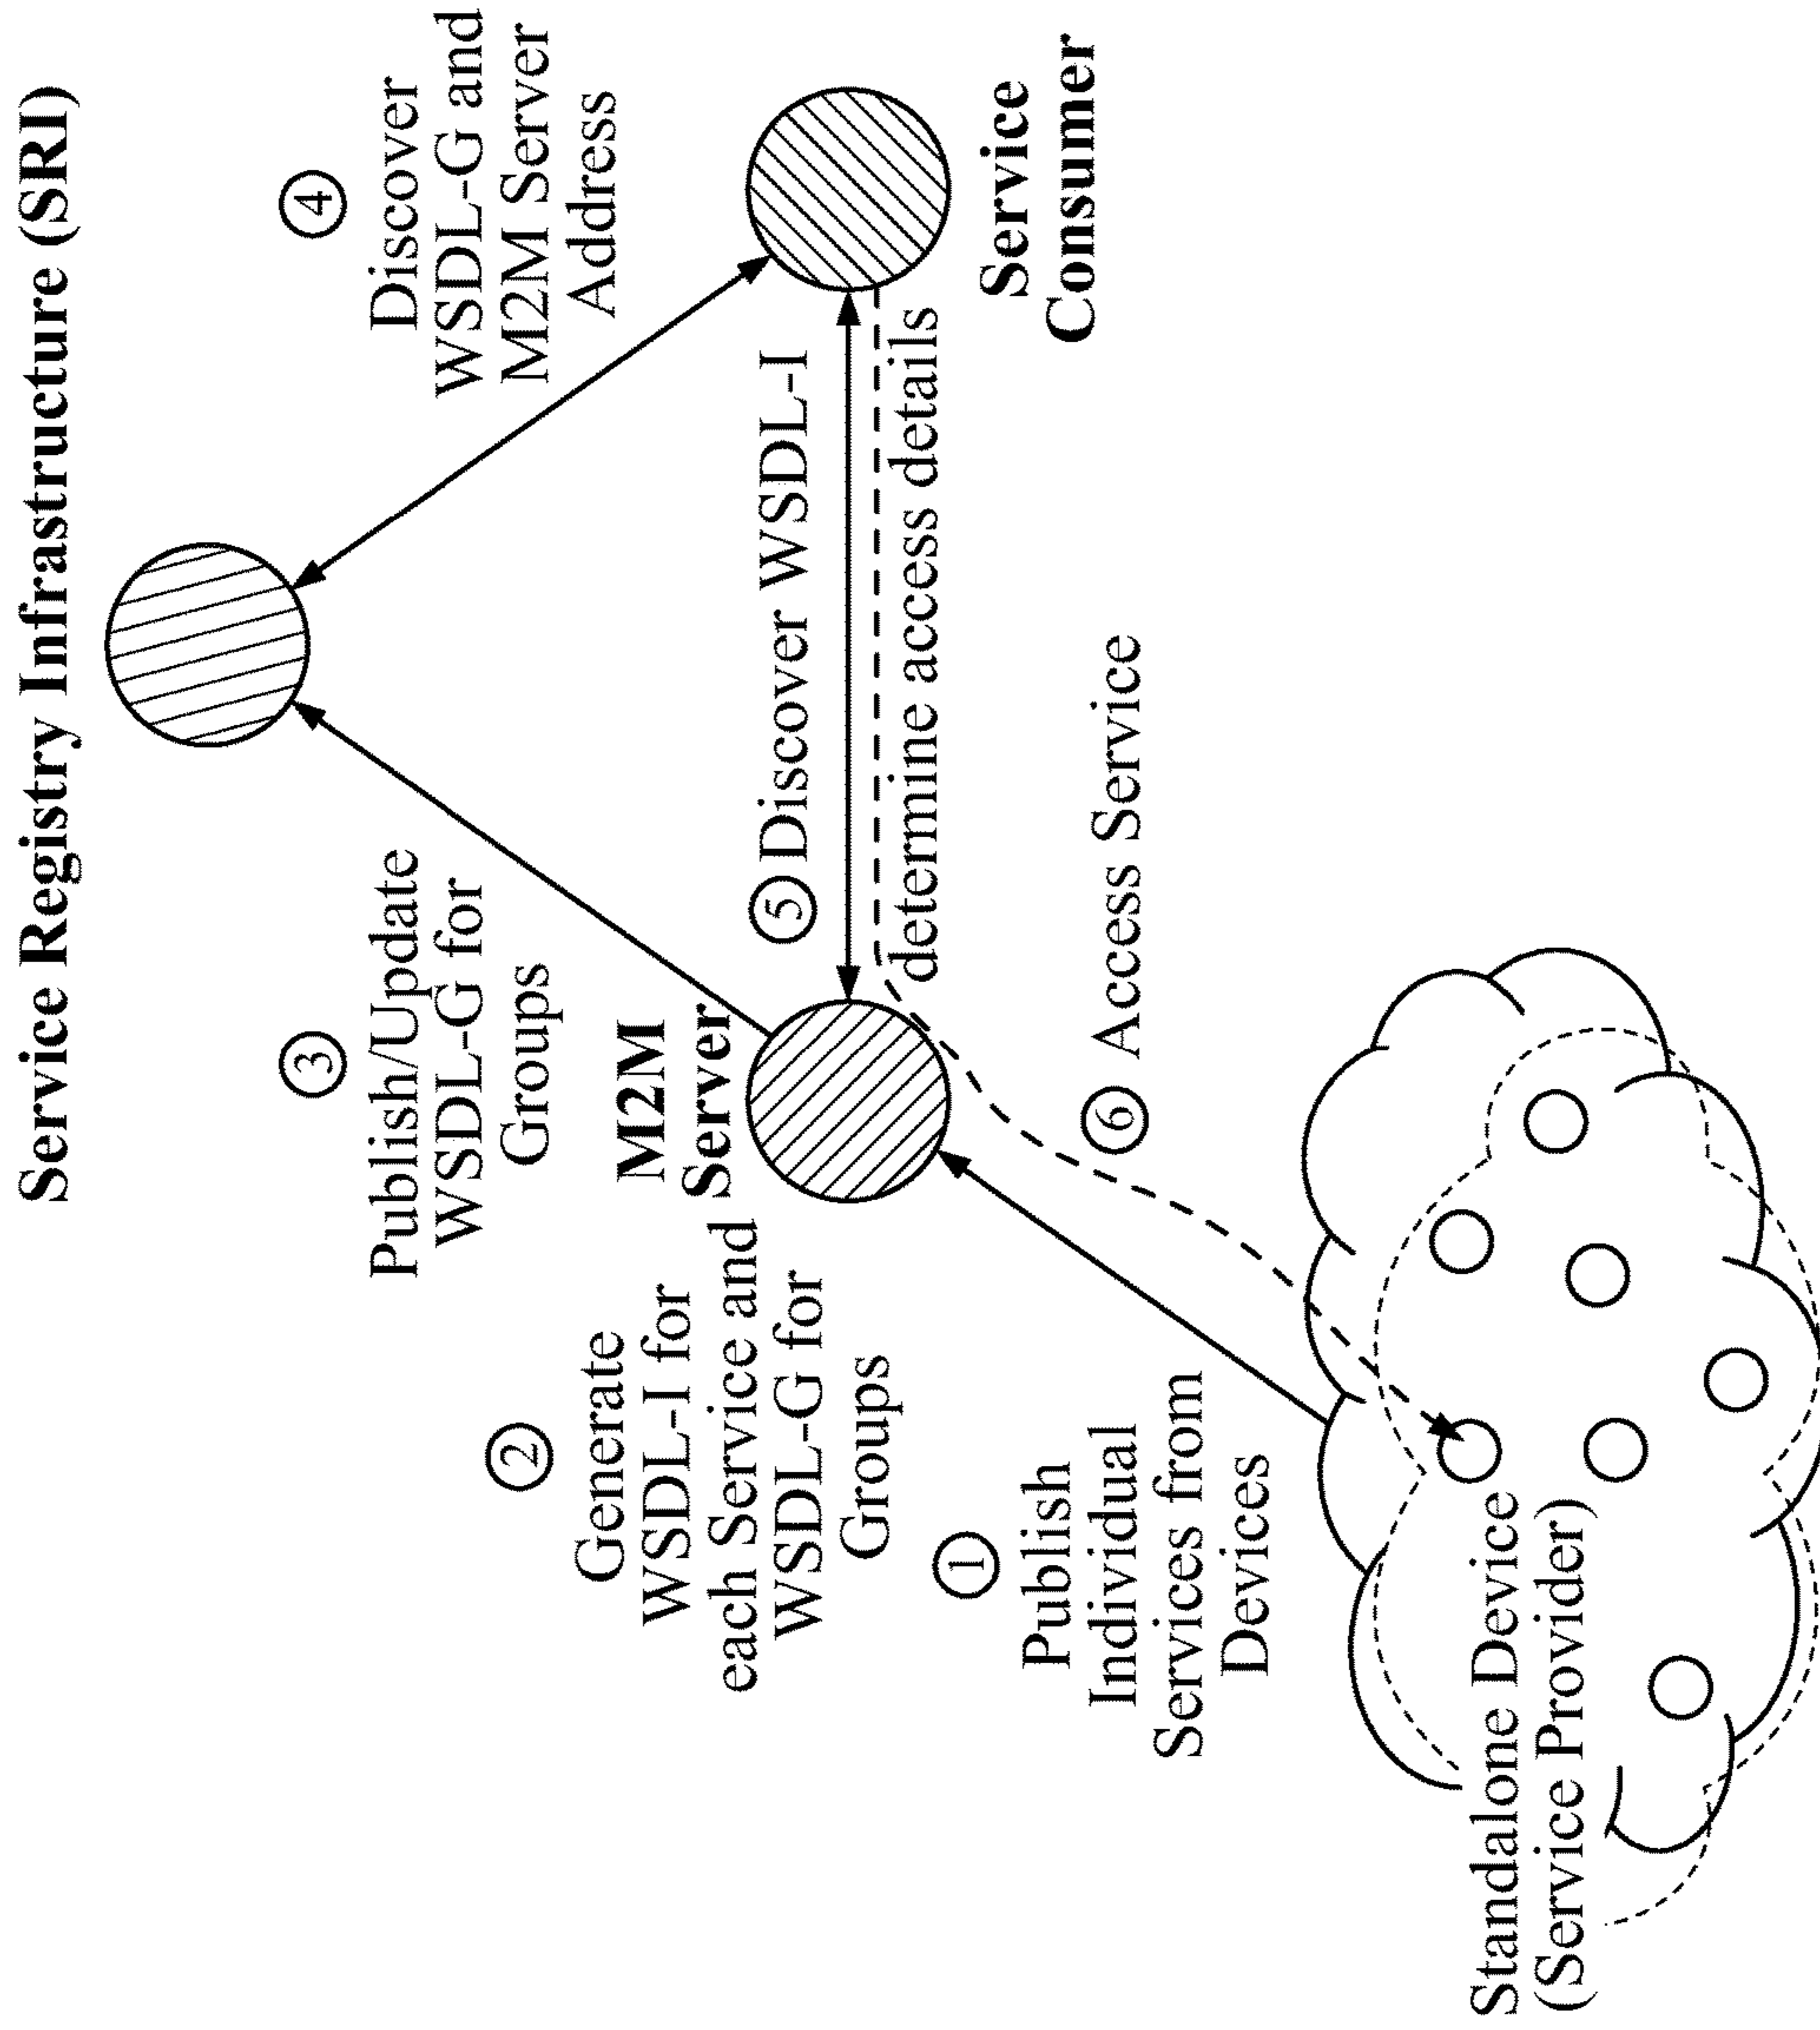 Service Registry Infrastructure (SRI)
③
Publish/Update
WSDL-G for
Groups
④
Discover
WSDL-G and
M2M Server
Address
②
Generate
WSDL-I for
each Service and
WSDL-G for
Groups
M2M
Server
⑤ Discover WSDL-I
determine access details
Service
Consumer
①
Publish
Individual
Services from
Devices
⑥ Access Service
Standalone Device
(Service Provider)